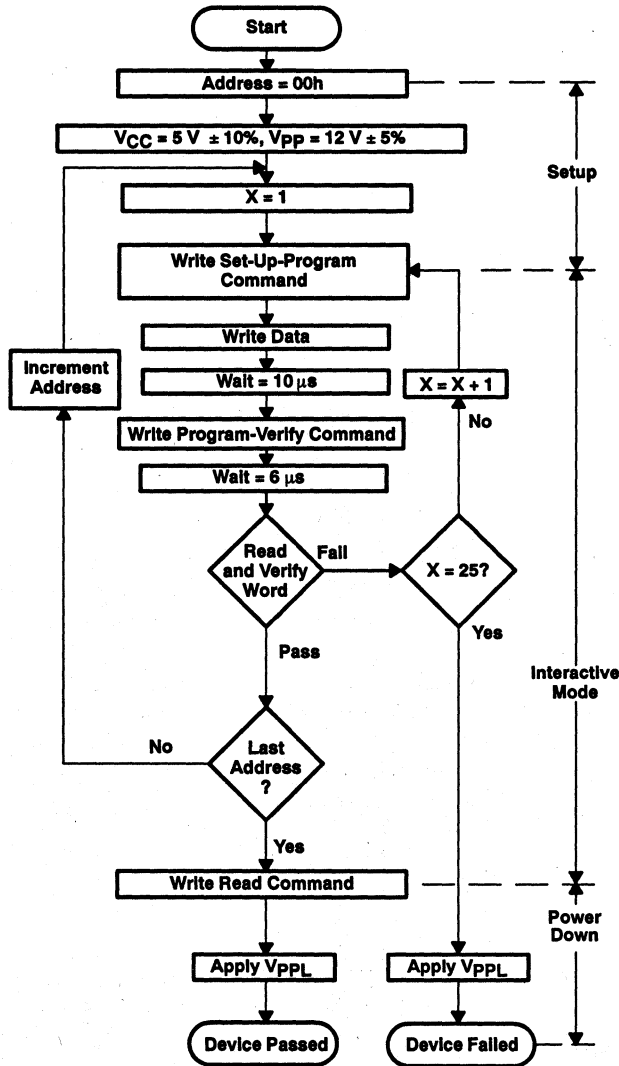 Start
Address = 00h
VCC = 5 V ± 10%, VPP = 12 V ± 5%
Setup
X = 1
Write Set-Up-Program
Command
Write Data
Increment
Address
Wait = 10 μs
X = X + 1
No
Write Program-Verify Command
Wait = 6 μs
Read
and Verify
Word
Fail
X = 25?
Yes
Pass
Interactive
Mode
No
Last
Address
?
Yes
Write Read Command
Power
Down
Apply VPPL
Apply VPPL
Device Passed
Device Failed